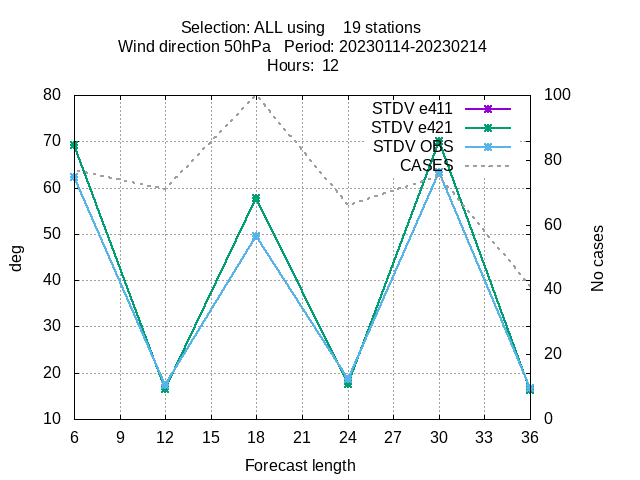 Selection: ALL using    19 stations
Wind direction 50hPa   Period: 20230114-20230214
Hours:  12
80 100
STDV e411
STDV e421
70
STDV OBS
80
CASES
60
60
50
deg
No cases
40
40
30
20
20
10 0
6 9 12 15 18 21 24 27 30 33 36
Forecast length